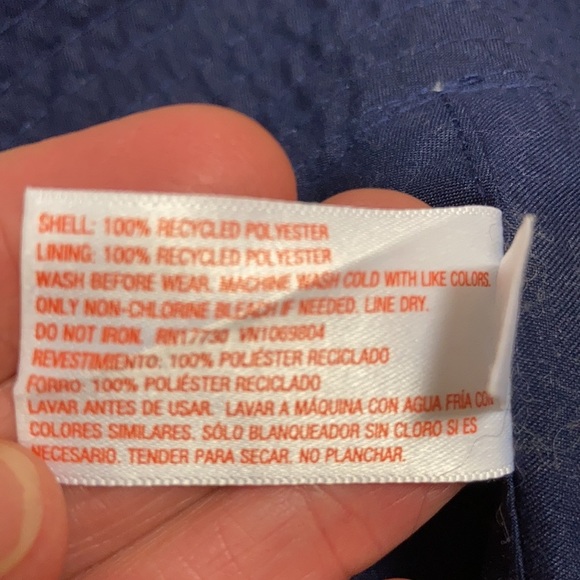 SHELL: 100% RECYCLED POLYESTER
LINING: 100% RECYCLED POLYESTER
WASH BEFORE WEAR. MACHINE WASH COLD WITH LIKE COLORS.
ONLY NON-CHLORINE BLEACH IF NEEDED. LINE DRY.
DO NOT IRON. RN17730 VN1069804
REVESTIMIENTO: 100% POLIÉSTER RECICLADO
FORRO: 100% POLIÉSTER RECICLADO
LAVAR ANTES DE USAR. LAVAR A MÁQUINA CON AGUA FRÍA CON
COLORES SIMILARES. SÓLO BLANQUEADOR SIN CLORO SI ES
NECESARIO. TENDER PARA SECAR. NO PLANCHAR.